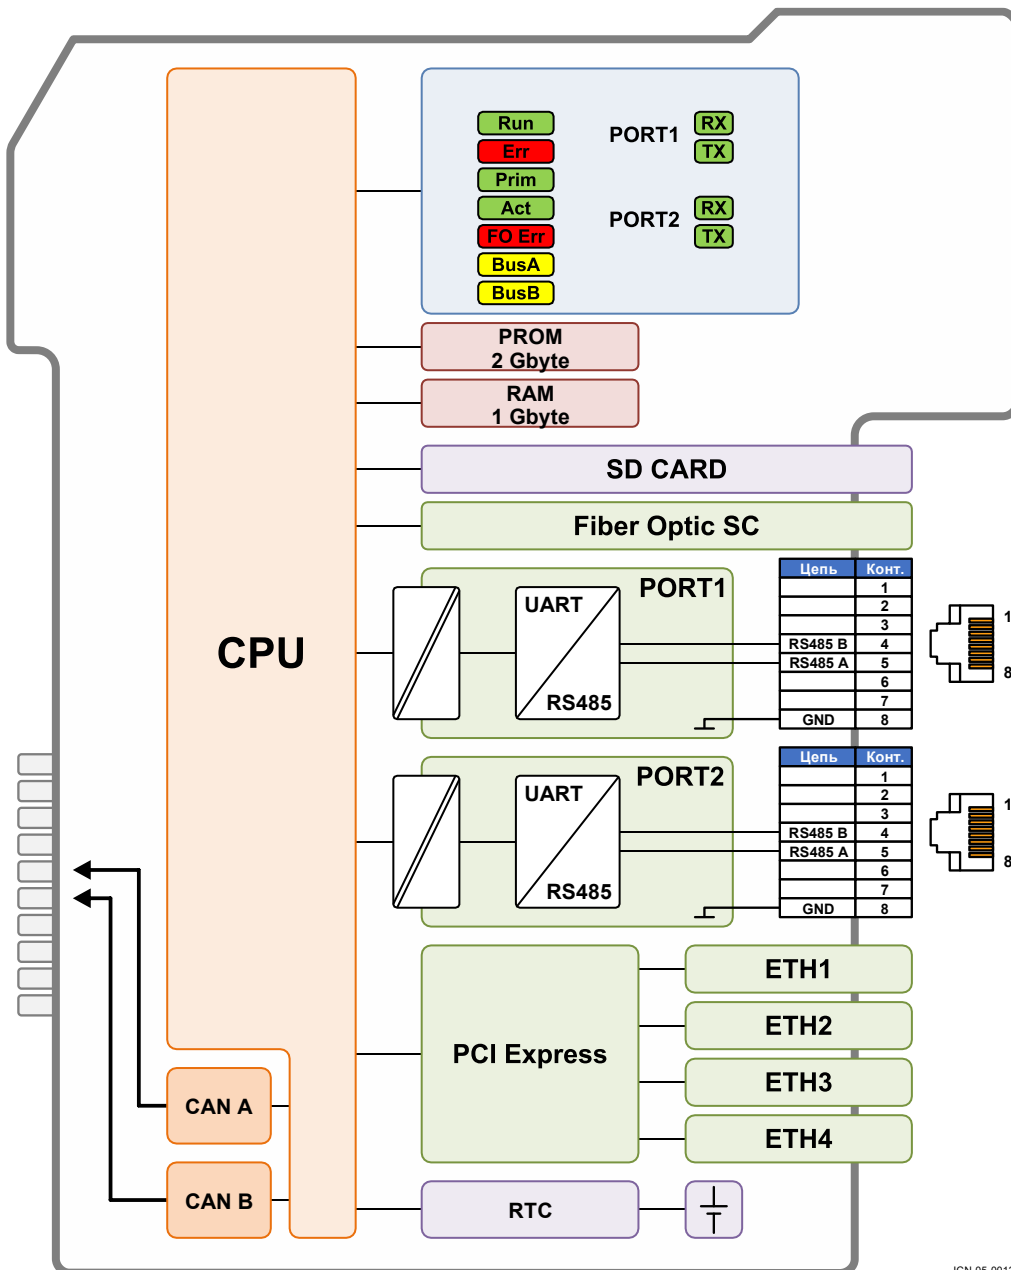 Run
Err
Prim
Act
FO Err
BusA
BusB
PORT1
RX
TX
PORT2
RX
TX
PROM
2 Gbyte
RAM
1 Gbyte
SD CARD
Fiber Optic SC
CPU
PORT1
UART
RS485
Цепь Конт.
1
2
3
RS485 B 4
RS485 A 5
6
7
GND 8
1
8
PORT2
UART
RS485
Цепь Конт.
1
2
3
RS485 B 4
RS485 A 5
6
7
GND 8
1
8
PCI Express
ETH1
ETH2
ETH3
ETH4
CAN A
CAN B
RTC